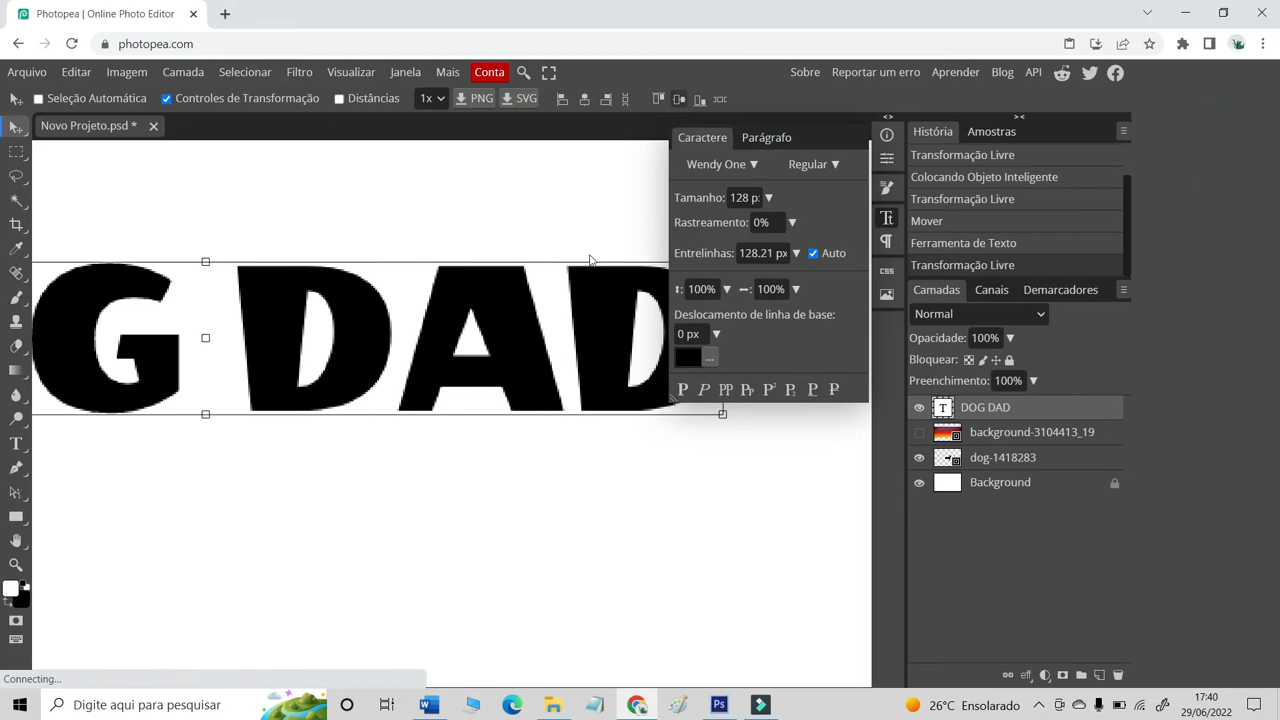 Photopea | Online Photo Editor
photopea.com
Arquivo Editar Imagem Camada Selecionar Filtro Visualizar Janela Mais Conta Sobre Reportar um erro Aprender Blog API
Seleção Automática Controles de Transformação Distâncias 1x PNG SVG
Novo Projeto.psd *
Caractere Parágrafo
Wendy One Regular
Tamanho: 128 p
Rastreamento: 0%
Entrelinhas: 128.21 px Auto
100% 100%
Deslocamento de linha de base:
0 px
...
G DAD
CSS
História Amostras
Transformação Livre
Colocando Objeto Inteligente
Transformação Livre
Mover
Ferramenta de Texto
Transformação Livre
Camadas Canais Demarcadores
Normal
Opacidade: 100%
Bloquear:
Preenchimento: 100%
DOG DAD
background-3104413_19
dog-1418283
Background
eff
Connecting...
Digite aqui para pesquisar
26°C Ensolarado
17:40
29/06/2022